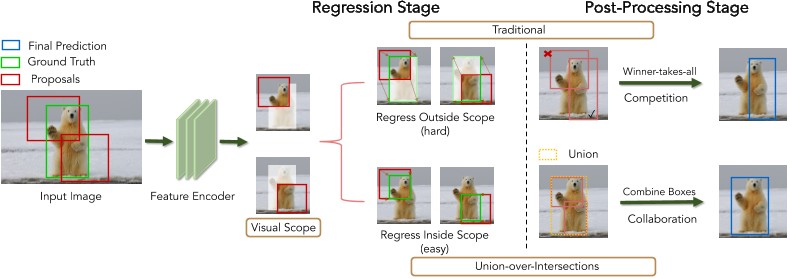 Regression Stage
Post-Processing Stage
Traditional
Final Prediction
Ground Truth
Proposals
Input Image
Feature Encoder
Visual Scope
Regress Outside Scope
(hard)
Regress Inside Scope
(easy)
Winner-takes-all
Competition
Union
Combine Boxes
Collaboration
Union-over-Intersections